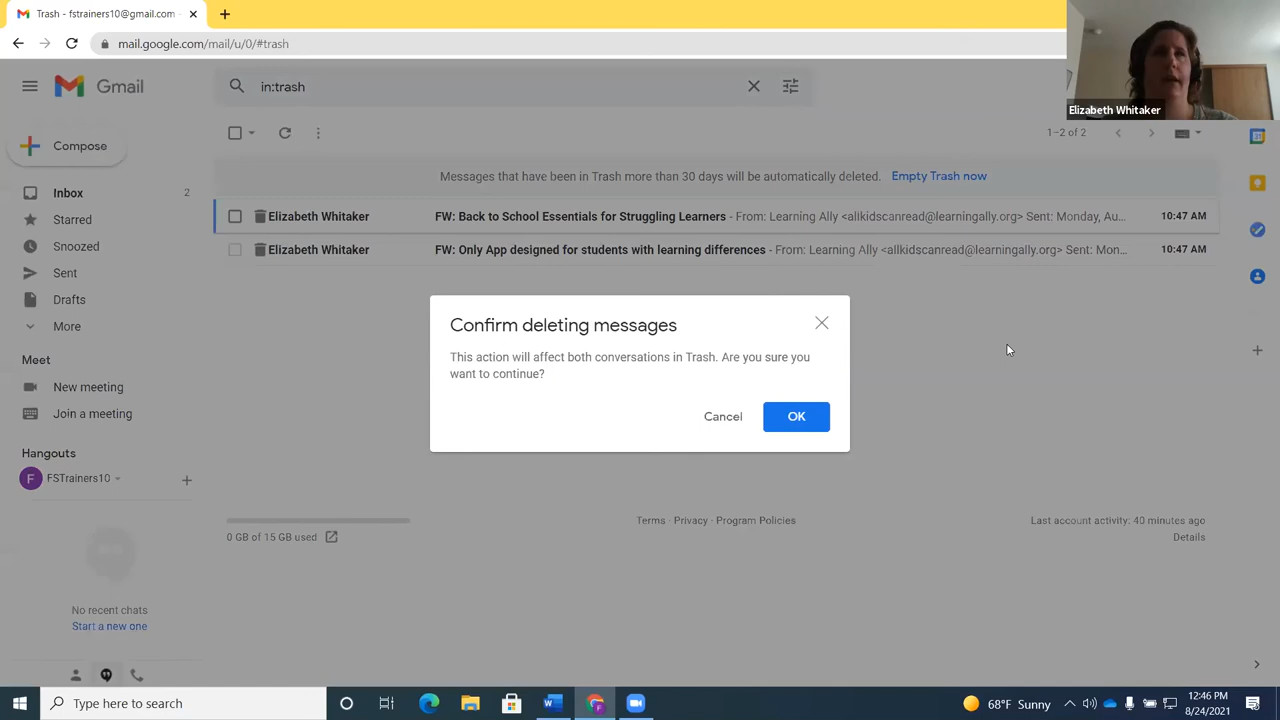 Trash - fstrainers10@gmail.com
mail.google.com/mail/u/0/#trash
Elizabeth Whitaker
Gmail
in:trash
Compose
1–2 of 2
Messages that have been in Trash more than 30 days will be automatically deleted. Empty Trash now
Inbox 2
Starred
Snoozed
Sent
Drafts
More
Elizabeth Whitaker FW: Back to School Essentials for Struggling Learners - From: Learning Ally <allkidscanread@learningally.org> Sent: Monday, Au... 10:47 AM
Elizabeth Whitaker FW: Only App designed for students with learning differences - From: Learning Ally <allkidscanread@learningally.org> Sent: Mon... 10:47 AM
Confirm deleting messages
This action will affect both conversations in Trash. Are you sure you
want to continue?
Cancel OK
Meet
New meeting
Join a meeting
Hangouts
F FSTrainers10
No recent chats
Start a new one
0 GB of 15 GB used
Terms · Privacy · Program Policies
Last account activity: 40 minutes ago
Details
Type here to search
68°F Sunny
12:46 PM
8/24/2021